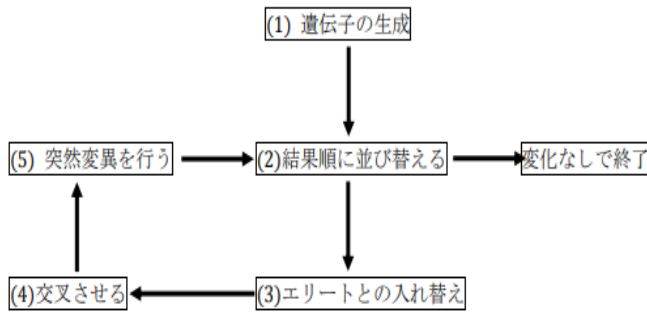 (1) 遺伝子の生成
(5) 突然変異を行う
(2)結果順に並び替える
変化なしで終了
(4)交叉させる
(3)エリートとの入れ替え